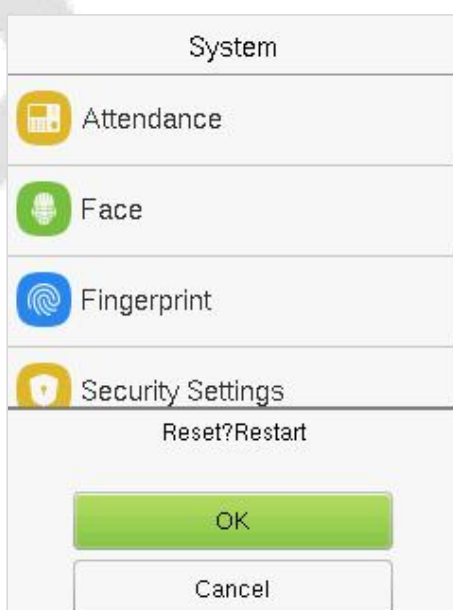 System
Attendance
Face
Fingerprint
Security Settings
Reset?Restart
OK
Cancel